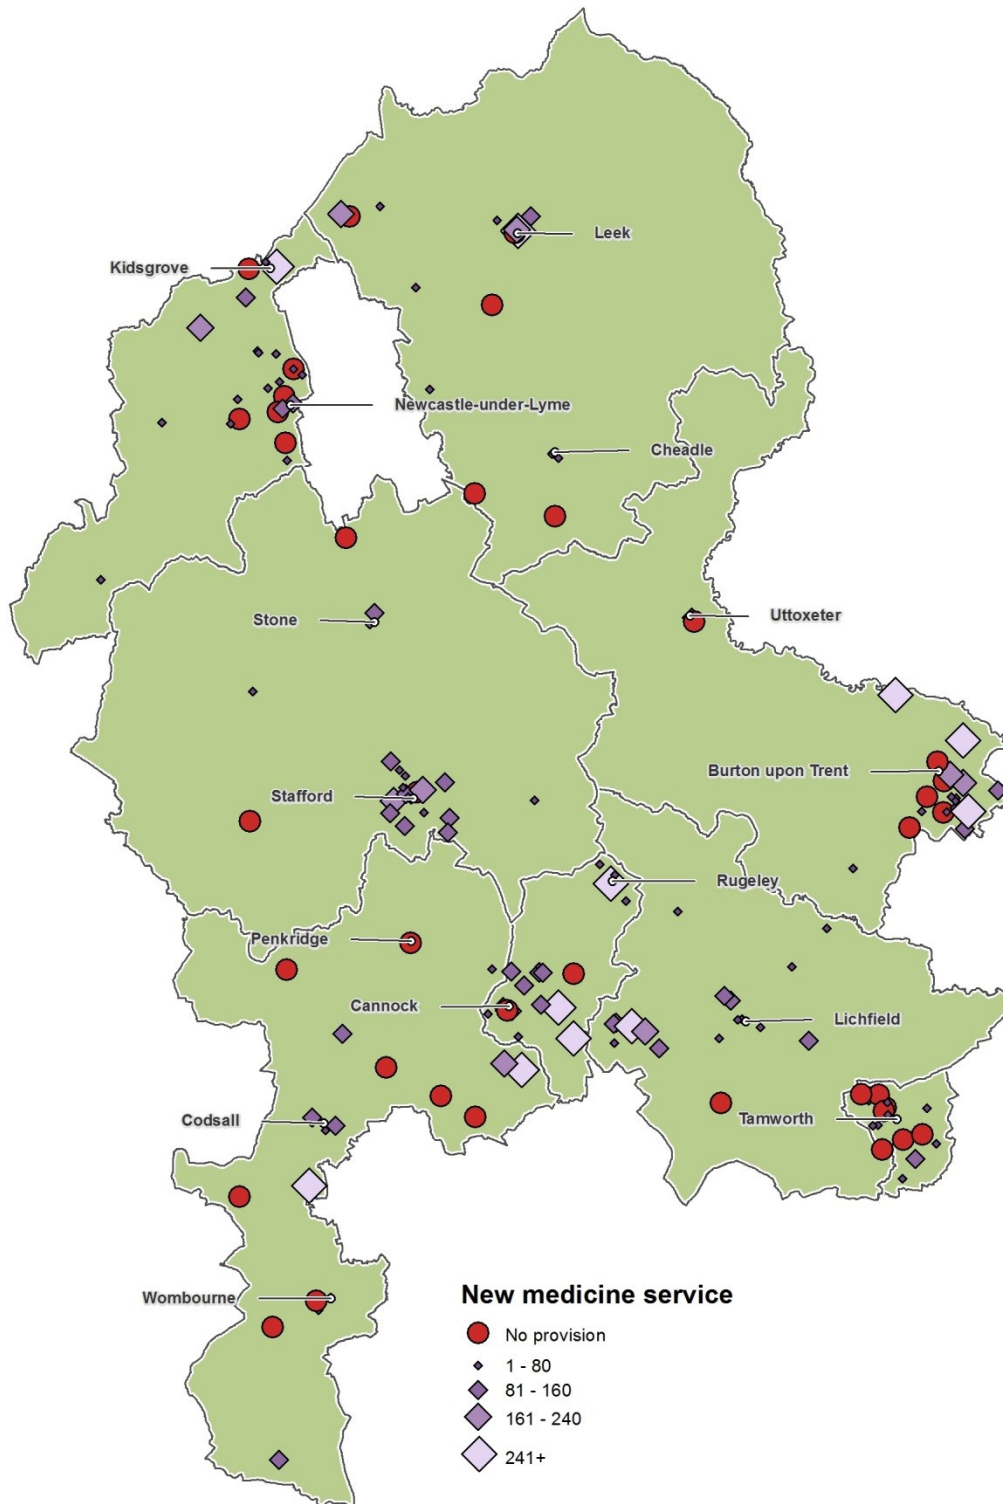 Leek
Kidsgrove
Newcastle-under-Lyme
Cheadle
Stone
Uttoxeter
Burton upon Trent
Stafford
Rugeley
Penkridge
Cannock
Lichfield
Codsall
Tamworth
Wombourne
New medicine service
No provision
1 - 80
81 - 160
161 - 240
241+